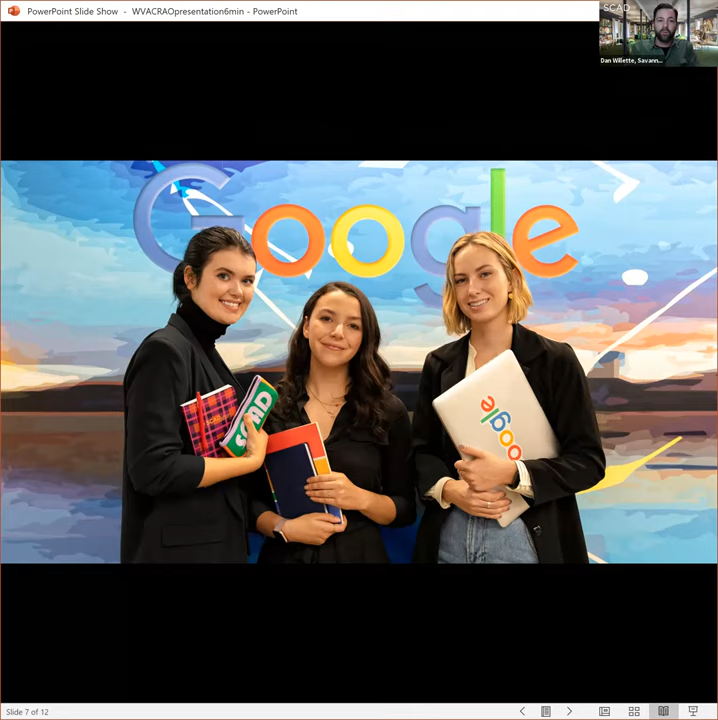 PowerPoint Slide Show - WVACRAOpresentation6min - PowerPoint
SCAD
Dan Willette, Savann...
Google
SCAD
Google
Slide 7 of 12